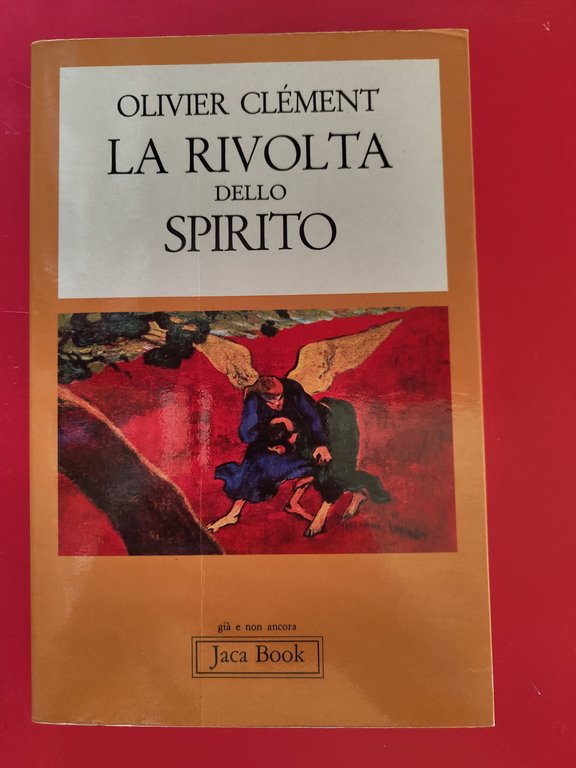 OLIVIER CLÉMENT
LA RIVOLTA
DELLO
SPIRITO
già e non ancora
Jaca Book